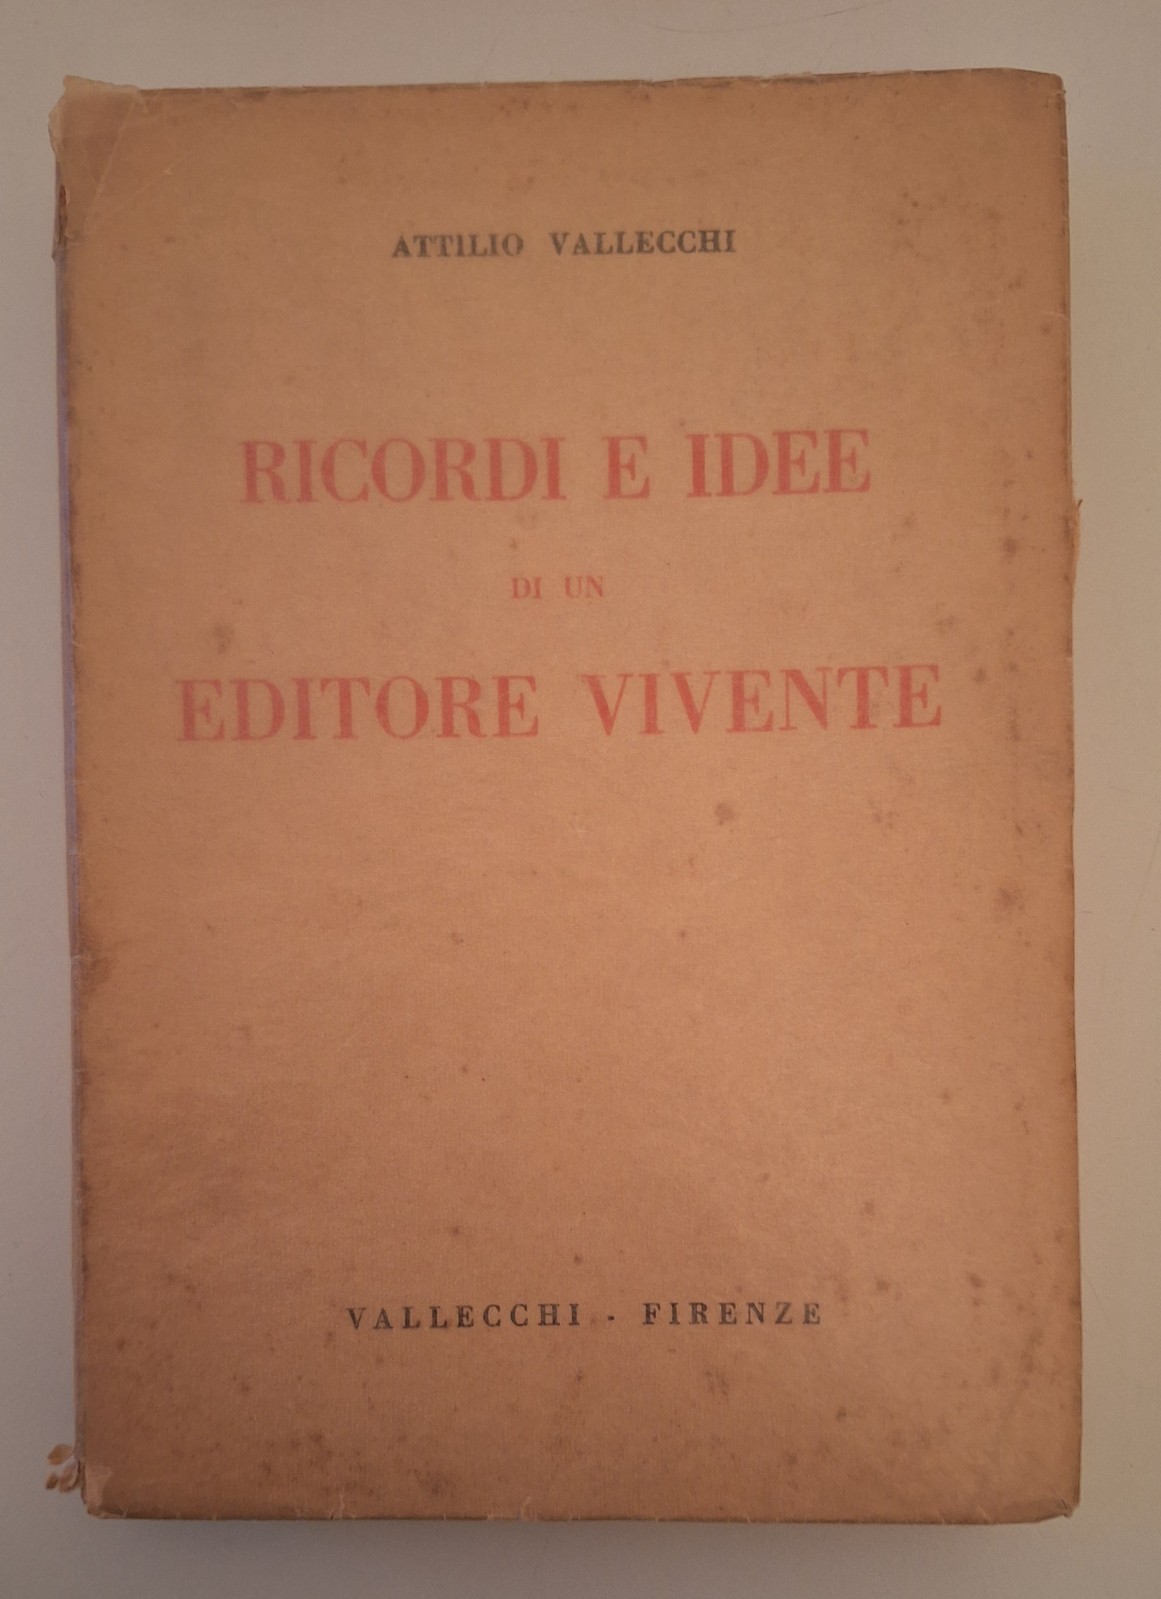 ATTILIO VALLECCHI
RICORDI E IDEE
DI UN
EDITORE VIVENTE
VALLECCHI - FIRENZE